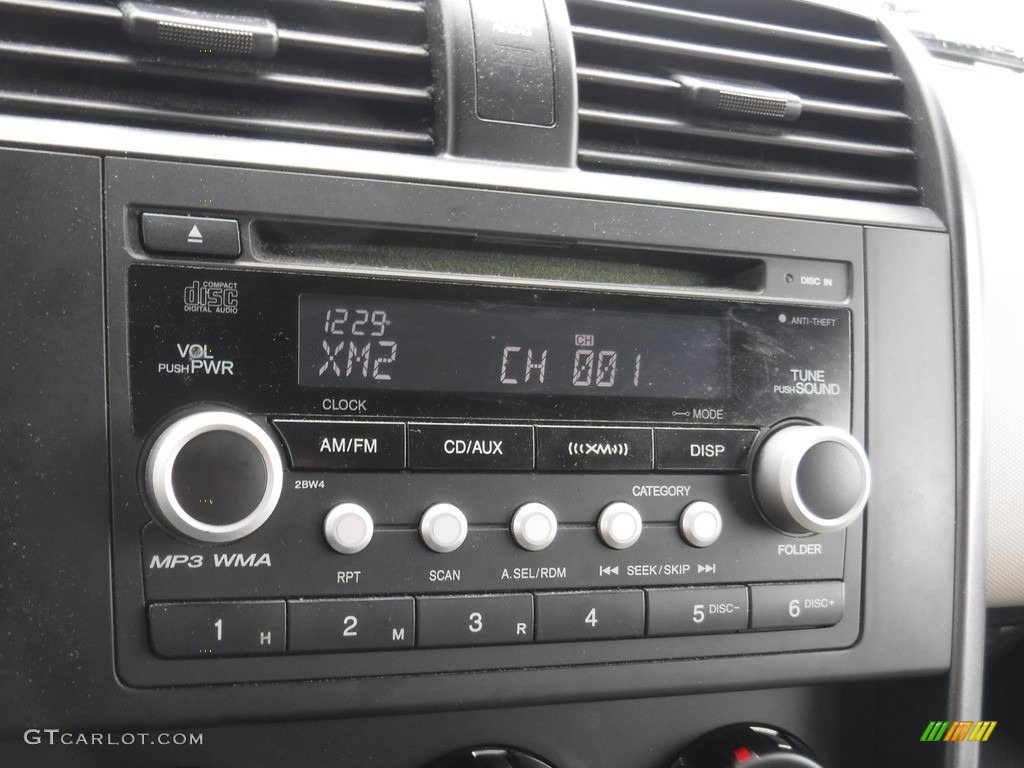 DISC IN
COMPACT
disc
DIGITAL AUDIO
ANTI-THEFT
1229
XM2 CH CH 001
VOL
PUSH PWR
TUNE
PUSH SOUND
CLOCK
MODE
AM/FM CD/AUX (((XM))) DISP
2BW4
CATEGORY
FOLDER
MP3 WMA
RPT SCAN A.SEL/RDM SEEK/SKIP
1 H 2 M 3 R 4 5 DISC- 6 DISC+
GTCARLOT.COM